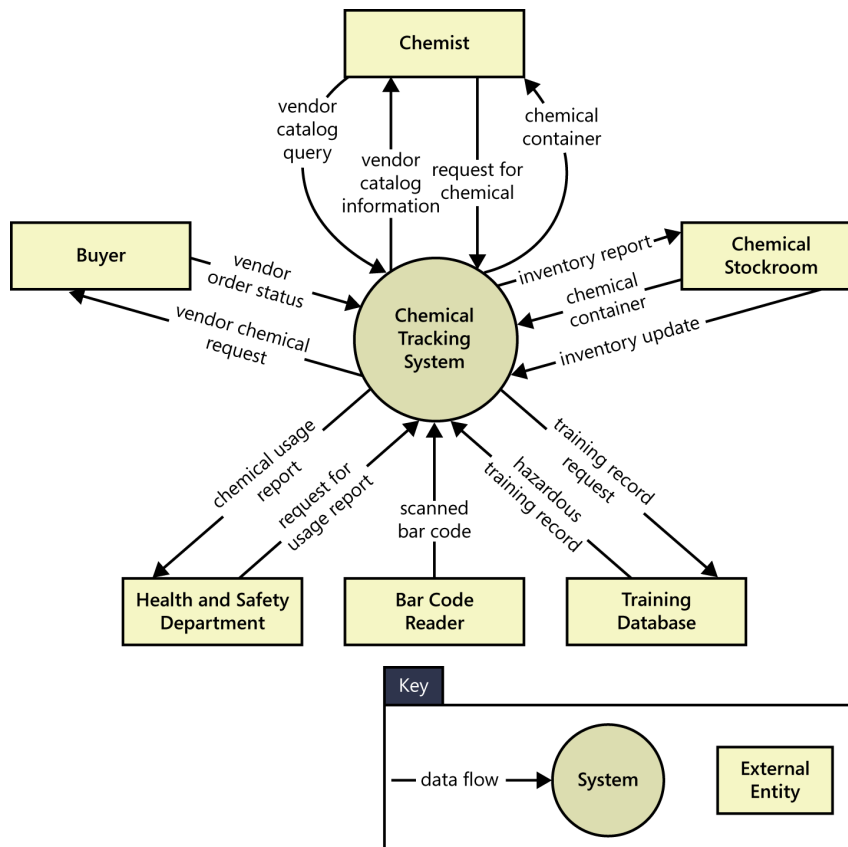 Chemist
vendor
catalog
query
vendor
catalog
information
request for
chemical
chemical
container
Buyer
vendor
order status
vendor chemical
request
Chemical
Tracking
System
inventory report
chemical
container
inventory update
Chemical
Stockroom
chemical usage
report
request for
usage report
scanned
bar code
hazardous
training record
training record
request
Health and Safety
Department
Bar Code
Reader
Training
Database
Key
data flow
System
External
Entity